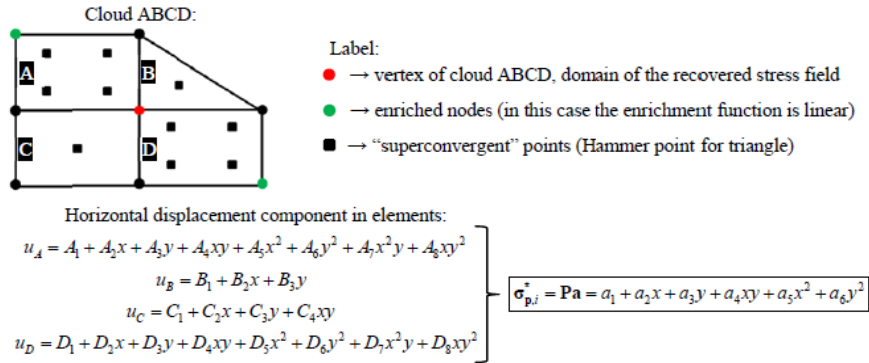 Cloud ABCD:
A
B
C
D
Label:
→ vertex of cloud ABCD, domain of the recovered stress field
→ enriched nodes (in this case the enrichment function is linear)
→ “superconvergent” points (Hammer point for triangle)
Horizontal displacement component in elements:
u_A = A_1 + A_2x + A_3y + A_4xy + A_5x^2 + A_6y^2 + A_7x^2y + A_8xy^2
u_B = B_1 + B_2x + B_3y
u_C = C_1 + C_2x + C_3y + C_4xy
u_D = D_1 + D_2x + D_3y + D_4xy + D_5x^2 + D_6y^2 + D_7x^2y + D_8xy^2
σ^*_{p,i} = Pa = a_1 + a_2x + a_3y + a_4xy + a_5x^2 + a_6y^2